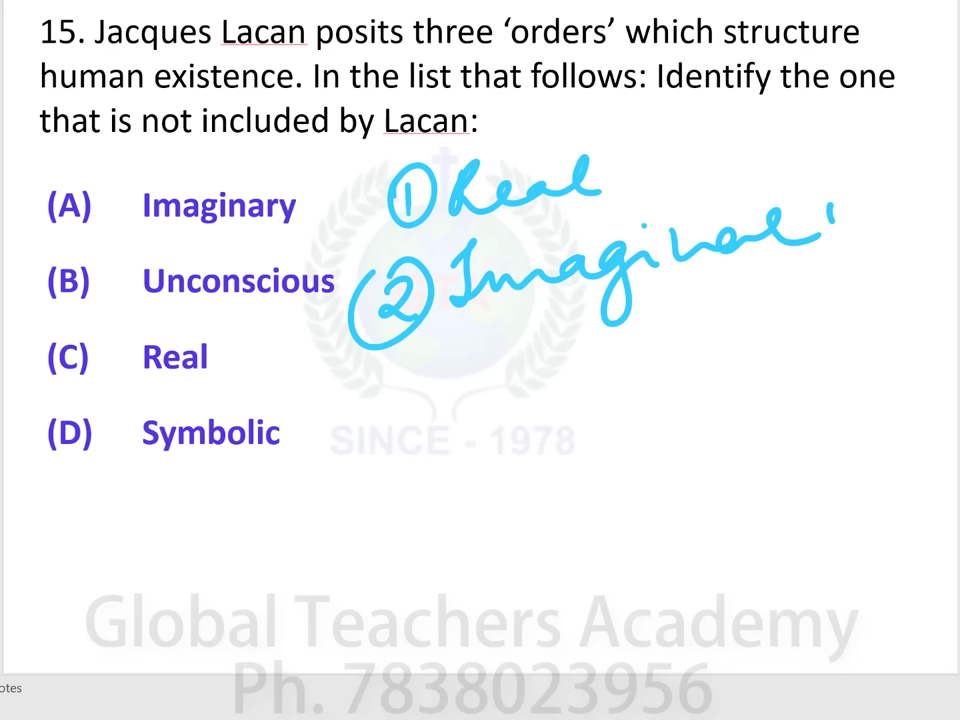 15. Jacques Lacan posits three ‘orders’ which structure
human existence. In the list that follows: Identify the one
that is not included by Lacan:
(A) Imaginary
(B) Unconscious
(C) Real
(D) Symbolic
① Real
② Imaginal
SINCE - 1978
Global Teachers Academy
Ph. 7838023956
otes